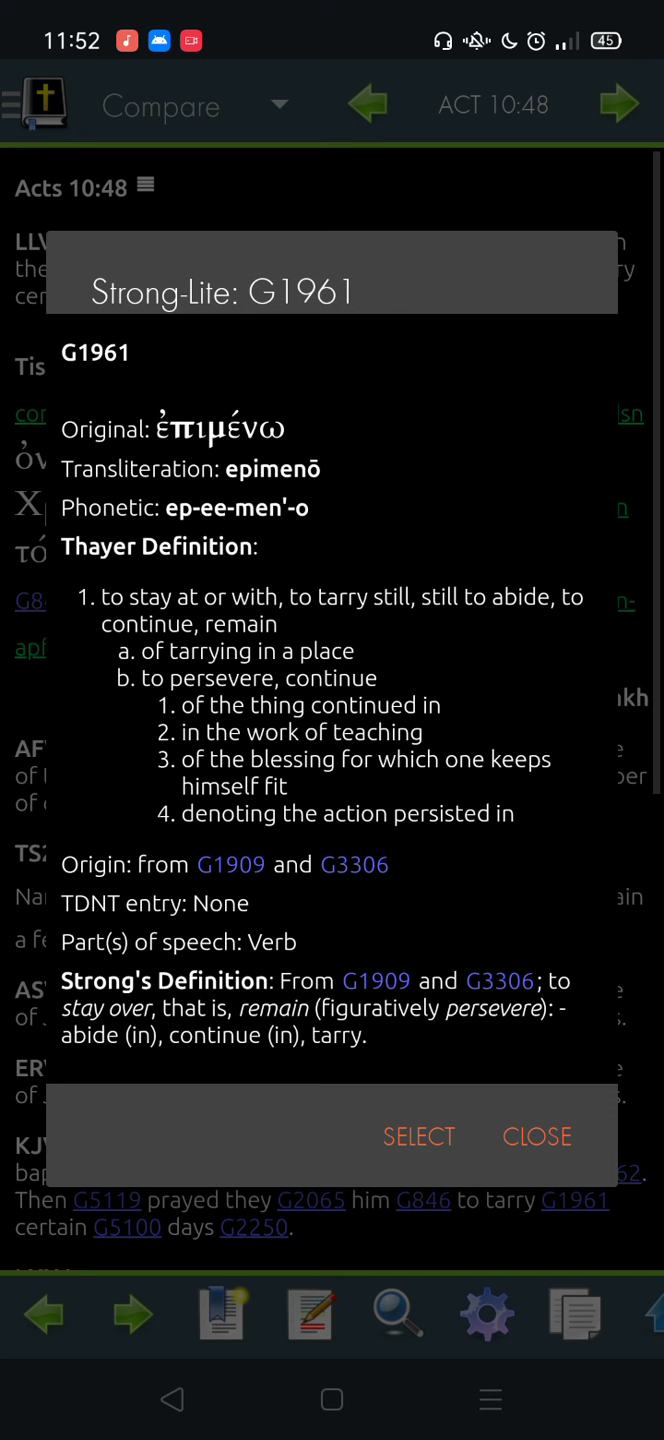 11:52
45
Compare
ACT 10:48
Acts 10:48
Strong-Lite: G1961
G1961
Original: ἐπιμένω
Transliteration: epimenō
Phonetic: ep-ee-men'-o
Thayer Definition:
1. to stay at or with, to tarry still, still to abide, to
continue, remain
a. of tarrying in a place
b. to persevere, continue
1. of the thing continued in
2. in the work of teaching
3. of the blessing for which one keeps
himself fit
4. denoting the action persisted in
Origin: from G1909 and G3306
TDNT entry: None
Part(s) of speech: Verb
Strong's Definition: From G1909 and G3306; to
stay over, that is, remain (figuratively persevere): -
abide (in), continue (in), tarry.
SELECT CLOSE
Then G5119 prayed they G2065 him G846 to tarry G1961
certain G5100 days G2250.